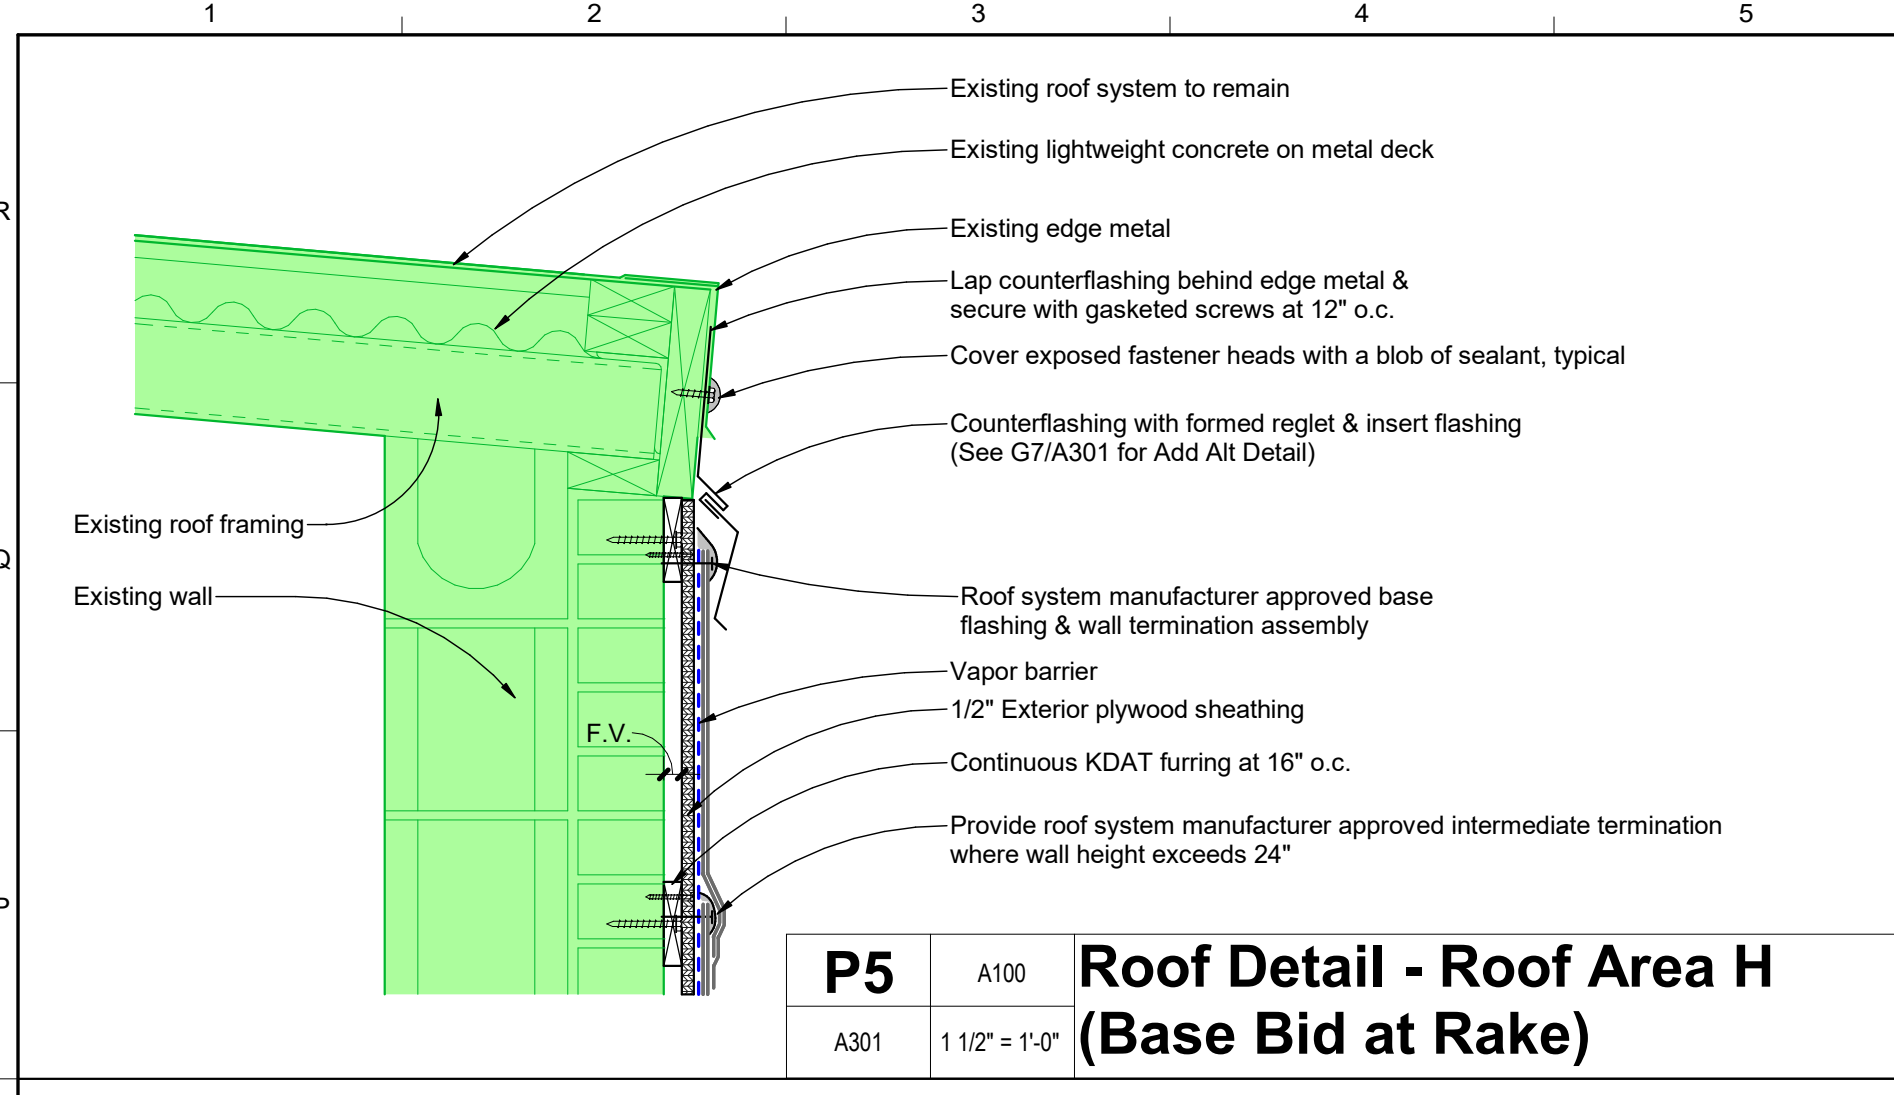 1 2 3 4 5
Existing roof system to remain
Existing lightweight concrete on metal deck
R
Existing edge metal
Lap counterflashing behind edge metal &
secure with gasketed screws at 12" o.c.
Cover exposed fastener heads with a blob of sealant, typical
Counterflashing with formed reglet & insert flashing
(See G7/A301 for Add Alt Detail)
Existing roof framing
Q
Existing wall
Roof system manufacturer approved base
flashing & wall termination assembly
Vapor barrier
1/2" Exterior plywood sheathing
F.V.
Continuous KDAT furring at 16" o.c.
Provide roof system manufacturer approved intermediate termination
where wall height exceeds 24"
P
P5 A100
A301 1 1/2" = 1'-0"
Roof Detail - Roof Area H
(Base Bid at Rake)